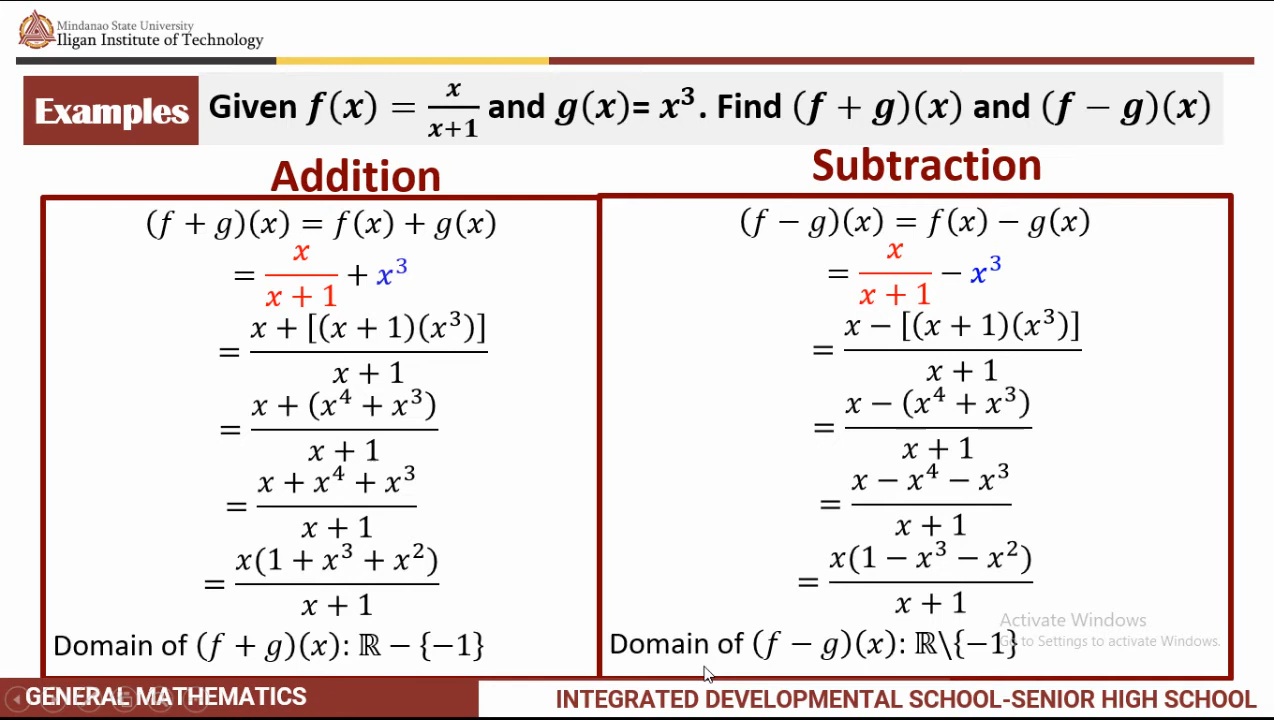 Mindanao State University
Iligan Institute of Technology
Examples
Given f(x) = x/(x+1) and g(x)= x³. Find (f + g)(x) and (f − g)(x)
Addition
(f + g)(x) = f(x) + g(x)
= x/(x + 1) + x³
= (x + [(x + 1)(x³)])/(x + 1)
= (x + (x⁴ + x³))/(x + 1)
= (x + x⁴ + x³)/(x + 1)
= x(1 + x³ + x²)/(x + 1)
Domain of (f + g)(x): ℝ − {−1}
Subtraction
(f − g)(x) = f(x) − g(x)
= x/(x + 1) − x³
= (x − [(x + 1)(x³)])/(x + 1)
= (x − (x⁴ + x³))/(x + 1)
= (x − x⁴ − x³)/(x + 1)
= x(1 − x³ − x²)/(x + 1)
Domain of (f − g)(x): ℝ\{−1}
Activate Windows
Go to Settings to activate Windows.
GENERAL MATHEMATICS
INTEGRATED DEVELOPMENTAL SCHOOL-SENIOR HIGH SCHOOL